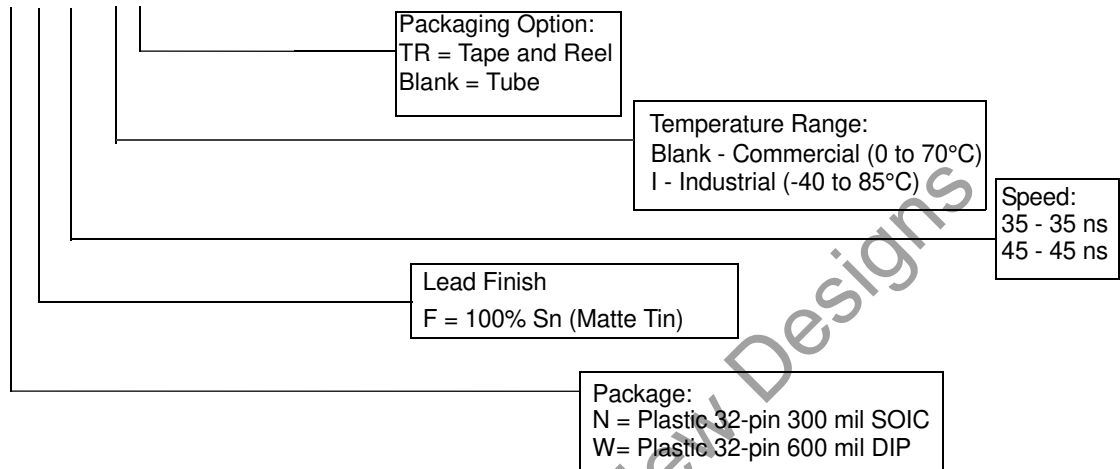 Packaging Option:
TR = Tape and Reel
Blank = Tube
Temperature Range:
Blank - Commercial (0 to 70°C)
I - Industrial (-40 to 85°C)
Speed:
35 - 35 ns
45 - 45 ns
Lead Finish
F = 100% Sn (Matte Tin)
Package:
N = Plastic 32-pin 300 mil SOIC
W= Plastic 32-pin 600 mil DIP
Designs